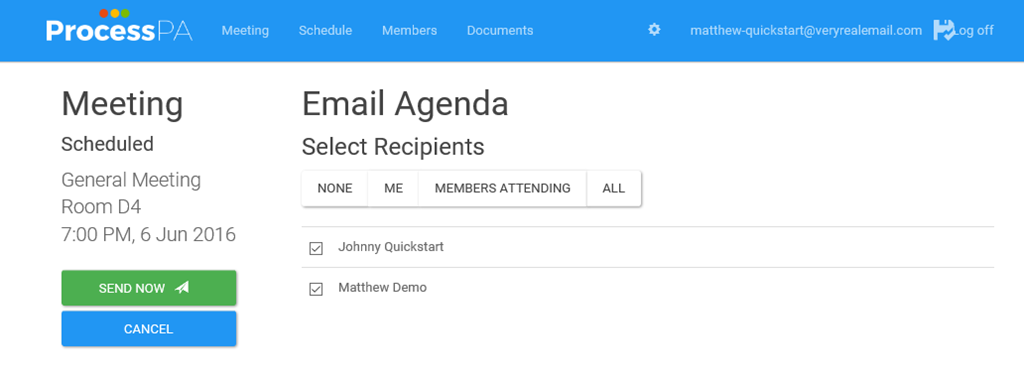 ProcessPA Meeting Schedule Members Documents matthew-quickstart@veryrealemail.com Log off
Meeting
Scheduled
General Meeting
Room D4
7:00 PM, 6 Jun 2016
SEND NOW
CANCEL
Email Agenda
Select Recipients
NONE ME MEMBERS ATTENDING ALL
Johnny Quickstart
Matthew Demo